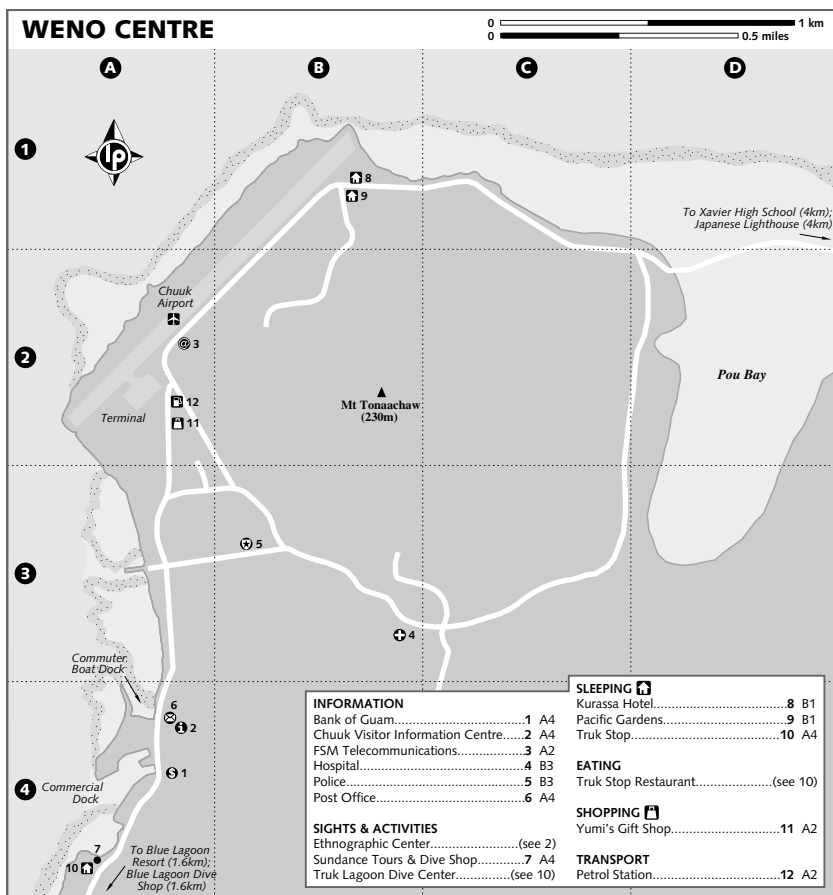 WENO CENTRE
0 1 km
0 0.5 miles
A B C D
1
lp
8
9
To Xavier High School (4km);
Japanese Lighthouse (4km)
Chuuk
Airport
@ 3
2
12
Terminal
11
Mt Tonaachaw
(230m)
Pou Bay
5
3
4
Commuter
Boat Dock
6
i 2
$ 1
4
Commercial
Dock
7
10
To Blue Lagoon
Resort (1.6km);
Blue Lagoon Dive
Shop (1.6km)
INFORMATION
Bank of Guam.................................1 A4
Chuuk Visitor Information Centre.....2 A4
FSM Telecommunications................3 A2
Hospital..........................................4 B3
Police.............................................5 B3
Post Office......................................6 A4
SIGHTS & ACTIVITIES
Ethnographic Center.....................(see 2)
Sundance Tours & Dive Shop..........7 A4
Truk Lagoon Dive Center..............(see 10)
SLEEPING
Kurassa Hotel.................................8 B1
Pacific Gardens...............................9 B1
Truk Stop......................................10 A4
EATING
Truk Stop Restaurant....................(see 10)
SHOPPING
Yumi's Gift Shop...........................11 A2
TRANSPORT
Petrol Station................................12 A2